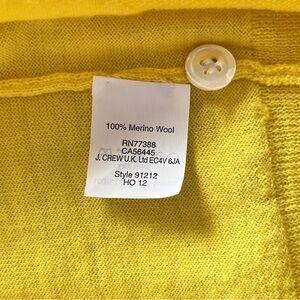 100% Merino Wool
RN77388
CA56445
J. CREW U.K. Ltd EC4V 6JA
Style 91212
HO 12